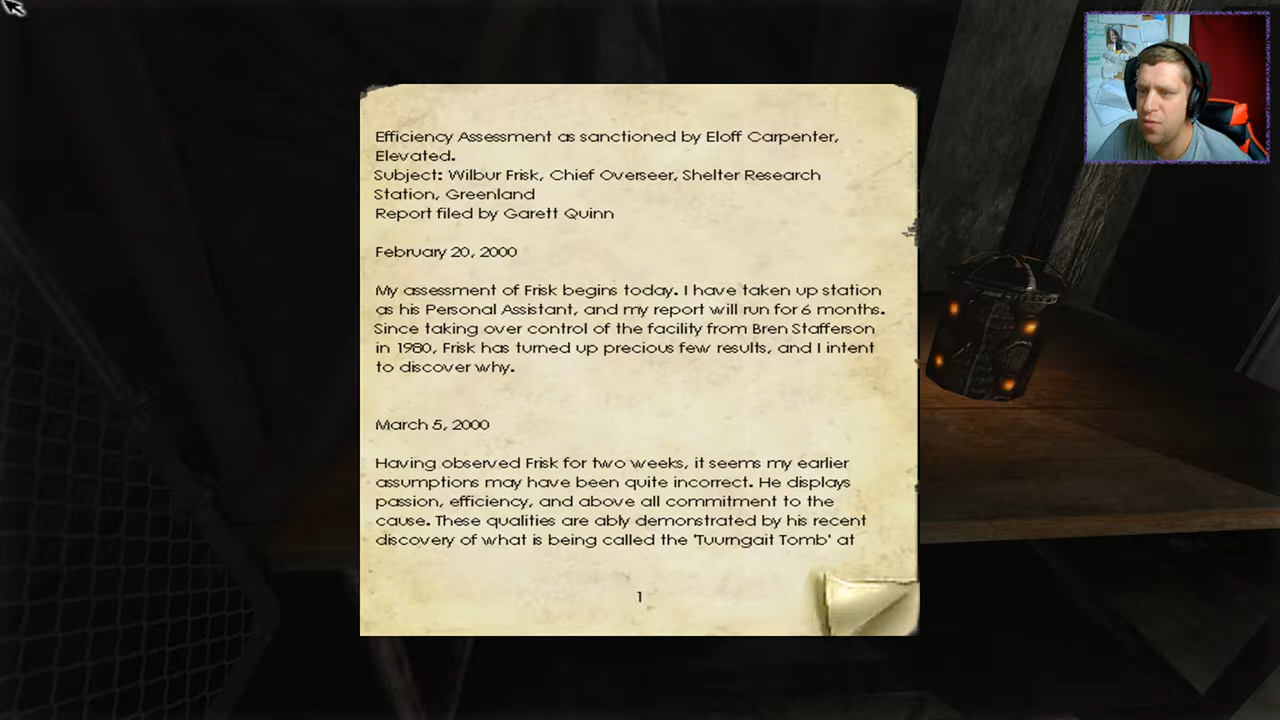 Efficiency Assessment as sanctioned by Eloff Carpenter,
Elevated.
Subject: Wilbur Frisk, Chief Overseer, Shelter Research
Station, Greenland
Report filed by Garett Quinn
February 20, 2000
My assessment of Frisk begins today. I have taken up station
as his Personal Assistant, and my report will run for 6 months.
Since taking over control of the facility from Bren Stafferson
in 1980, Frisk has turned up precious few results, and I intent
to discover why.
March 5, 2000
Having observed Frisk for two weeks, it seems my earlier
assumptions may have been quite incorrect. He displays
passion, efficiency, and above all commitment to the
cause. These qualities are ably demonstrated by his recent
discovery of what is being called the 'Tuurngait Tomb' at
1